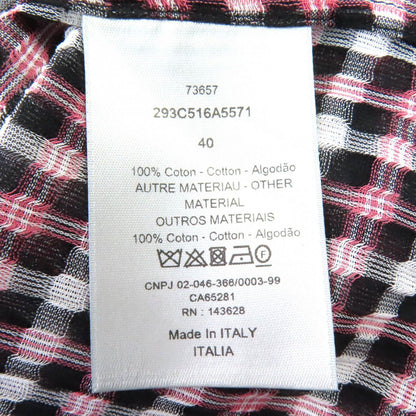 73657
293C516A5571
40
100% Coton - Cotton - Algodão
AUTRE MATERIAU - OTHER
MATERIAL
OUTROS MATERIAIS
100% Coton - Cotton - Algodão
CNPJ 02-046-366/0003-99
CA65281
RN : 143628
Made In ITALY
ITALIA